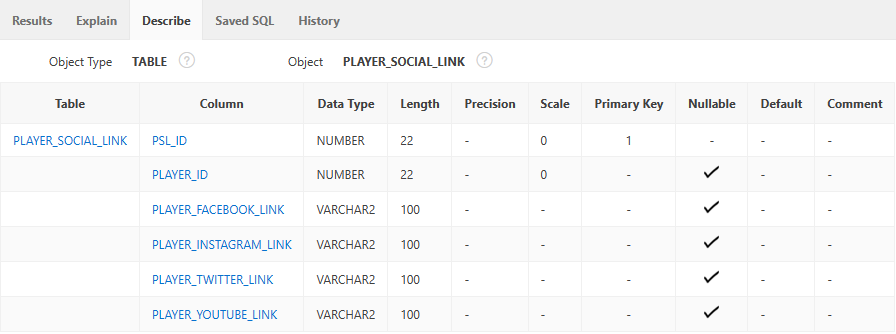 Results Explain Describe Saved SQL History
Object Type TABLE ? Object PLAYER_SOCIAL_LINK ?
Table Column Data Type Length Precision Scale Primary Key Nullable Default Comment
PLAYER_SOCIAL_LINK PSL_ID NUMBER 22 - 0 1 - - -
PLAYER_ID NUMBER 22 - 0 - ✓ - -
PLAYER_FACEBOOK_LINK VARCHAR2 100 - - - ✓ - -
PLAYER_INSTAGRAM_LINK VARCHAR2 100 - - - ✓ - -
PLAYER_TWITTER_LINK VARCHAR2 100 - - - ✓ - -
PLAYER_YOUTUBE_LINK VARCHAR2 100 - - - ✓ - -